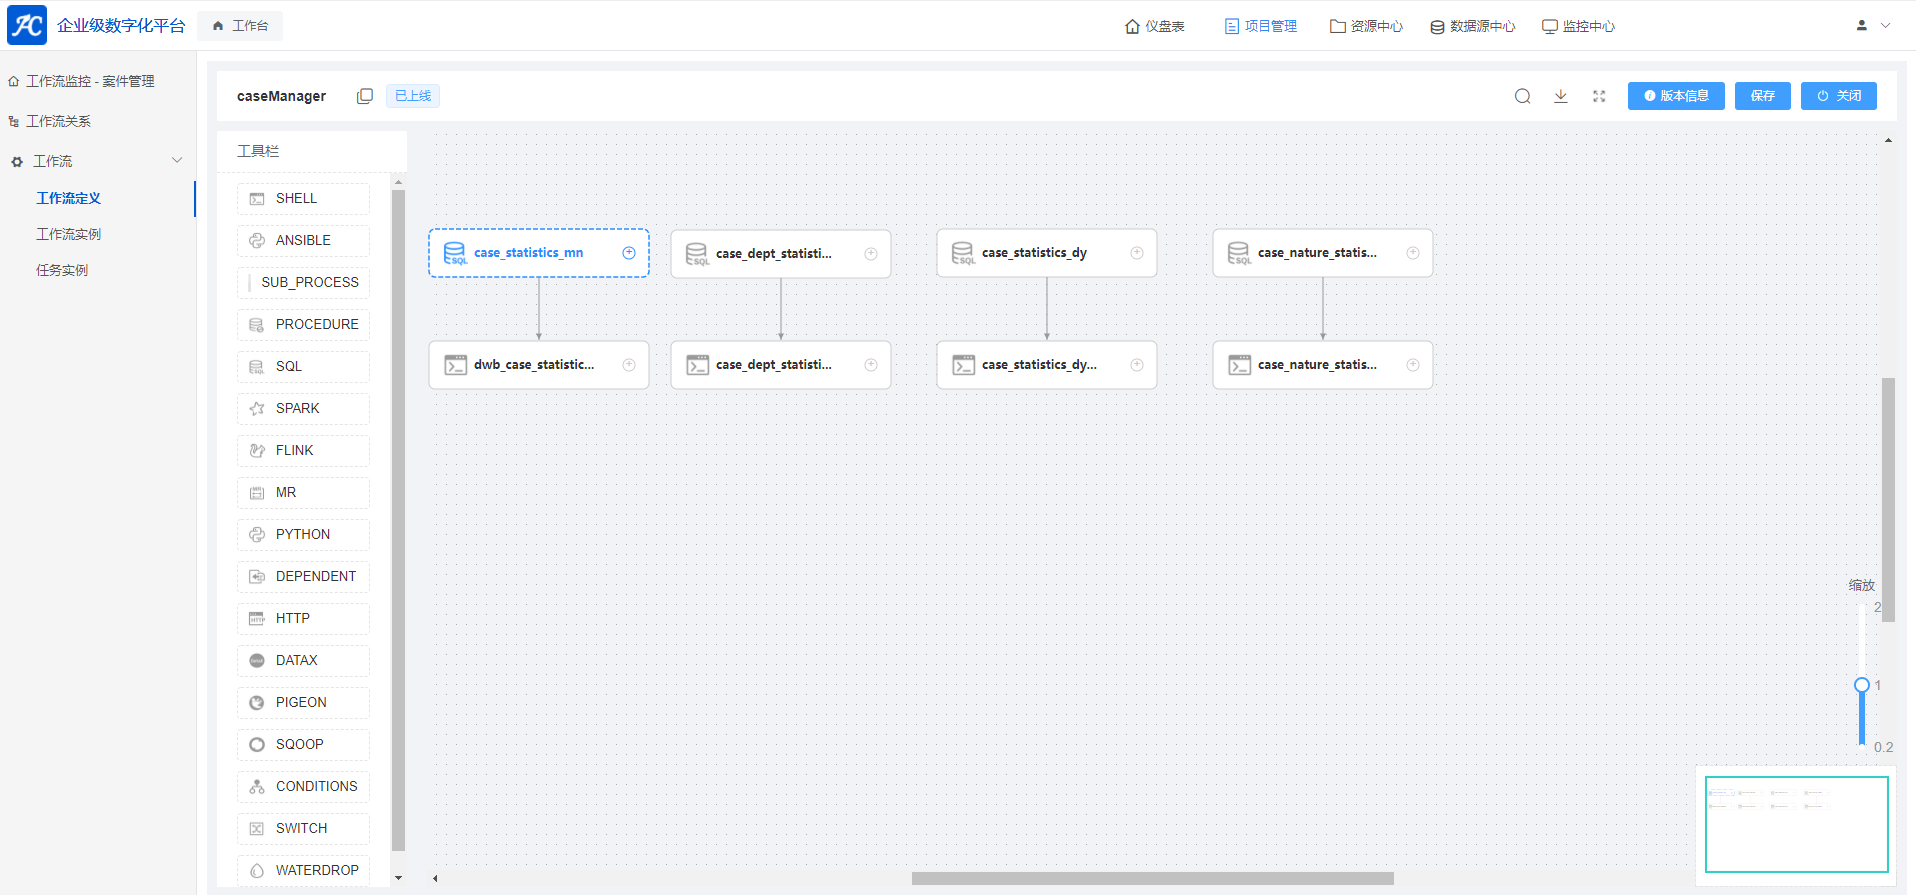 企业级数字化平台
工作台
仪盘表
项目管理
资源中心
数据源中心
监控中心
工作流监控 - 案件管理
工作流关系
工作流
工作流定义
工作流实例
任务实例
caseManager
已上线
版本信息
保存
关闭
工具栏
SHELL
ANSIBLE
SUB_PROCESS
PROCEDURE
SQL
SPARK
FLINK
MR
PYTHON
DEPENDENT
HTTP
DATAX
PIGEON
SQOOP
CONDITIONS
SWITCH
WATERDROP
case_statistics_mn
case_dept_statisti...
case_statistics_dy
case_nature_statis...
dwb_case_statistic...
case_dept_statisti...
case_statistics_dy...
case_nature_statis...
缩放
2
1
0.2